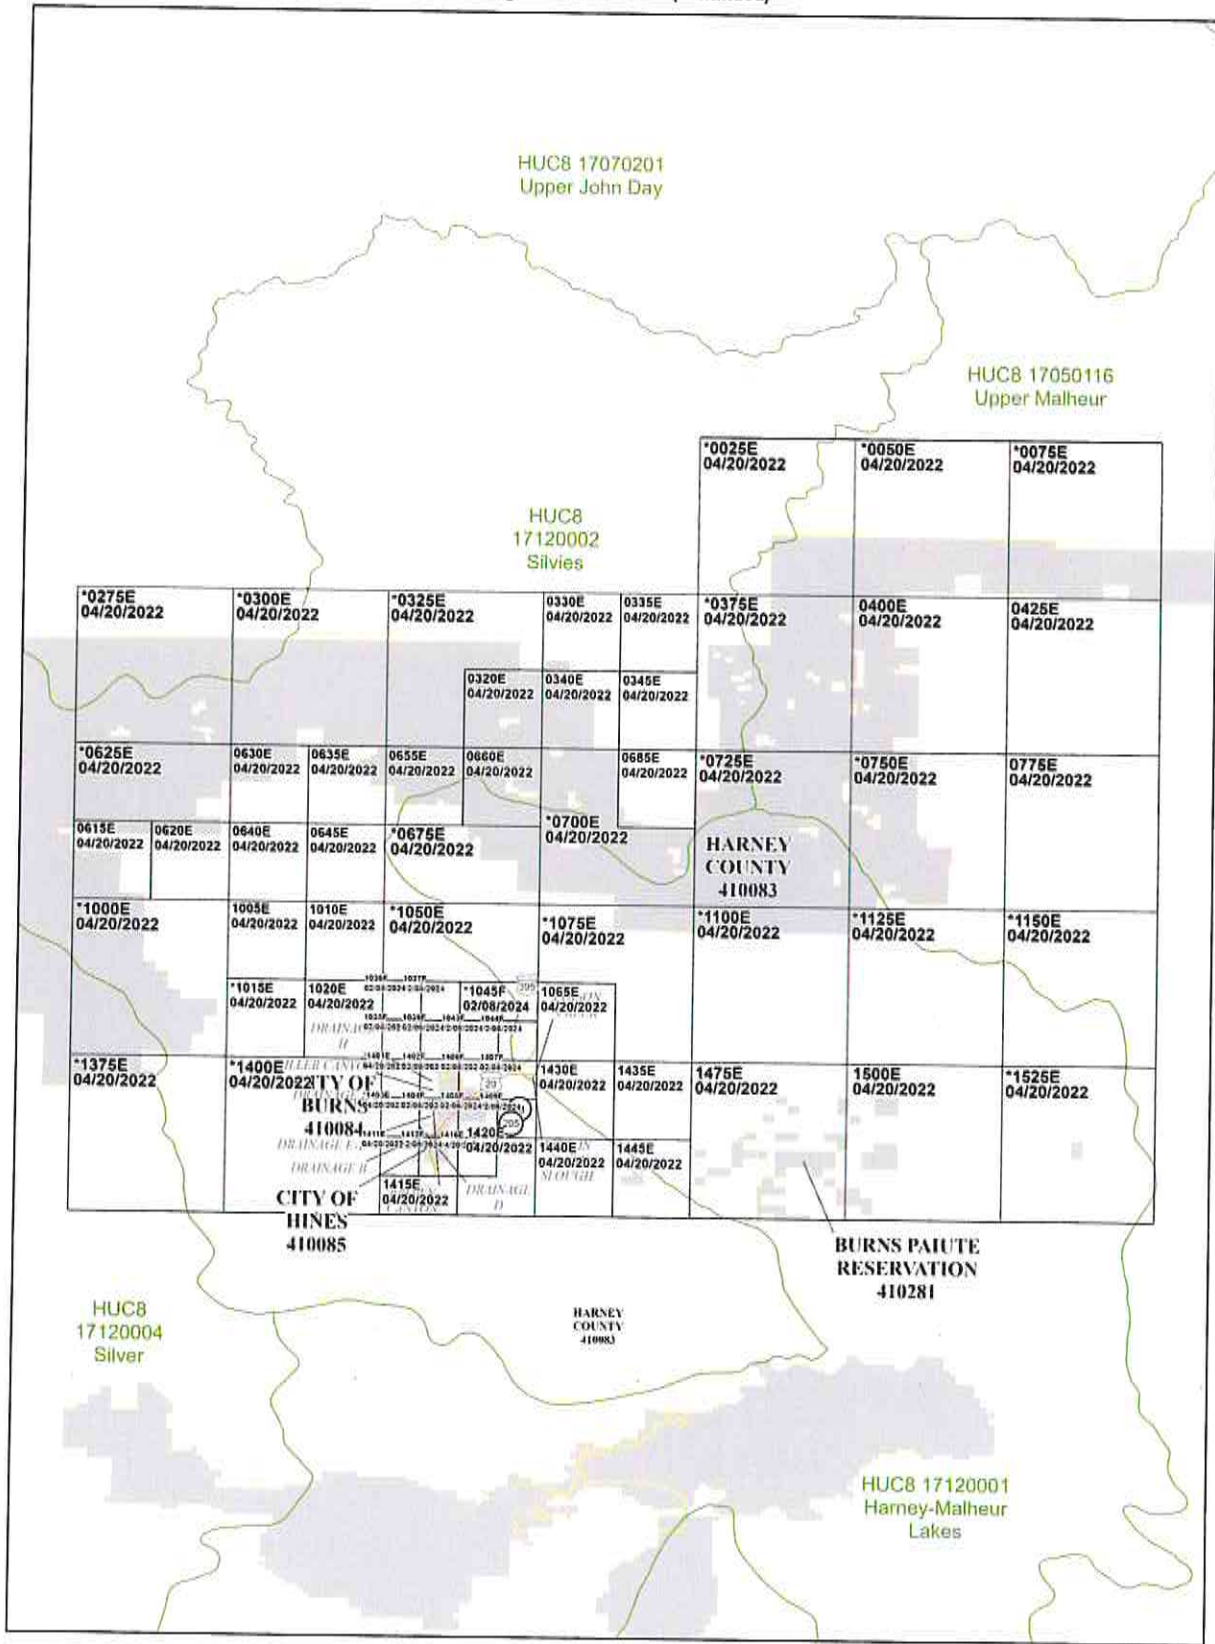 HUC8 17070201
Upper John Day
HUC8 17050116
Upper Malheur
*0025E
04/20/2022
*0050E
04/20/2022
*0075E
04/20/2022
HUC8
17120002
Silvies
*0275E
04/20/2022
*0300E
04/20/2022
*0325E
04/20/2022
0330E
04/20/2022
0335E
04/20/2022
*0375E
04/20/2022
0400E
04/20/2022
0425E
04/20/2022
0320E
04/20/2022
0340E
04/20/2022
0345E
04/20/2022
*0625E
04/20/2022
0630E
04/20/2022
0635E
04/20/2022
0655E
04/20/2022
0660E
04/20/2022
0685E
04/20/2022
*0725E
04/20/2022
*0750E
04/20/2022
0775E
04/20/2022
0615E
04/20/2022
0620E
04/20/2022
0640E
04/20/2022
0645E
04/20/2022
*0675E
04/20/2022
*0700E
04/20/2022
HARNEY
COUNTY
410083
*1000E
04/20/2022
1005E
04/20/2022
1010E
04/20/2022
*1050E
04/20/2022
*1075E
04/20/2022
*1100E
04/20/2022
*1125E
04/20/2022
*1150E
04/20/2022
*1015E
04/20/2022
1020E
04/20/2022
*1045F
02/08/2024
395
1065E
04/20/2022
*1375E
04/20/2022
*1400E
04/20/2022
CITY OF
BURNS
410084
20
205
1430E
04/20/2022
1435E
04/20/2022
1475E
04/20/2022
1500E
04/20/2022
*1525E
04/20/2022
DRAINAGE B
1420E
04/20/2022
1440E
04/20/2022
SLOUGH
1445E
04/20/2022
1415E
04/20/2022
CANYON
DRAINAGE
D
CITY OF
HINES
410085
BURNS PAIUTE
RESERVATION
410281
HUC8
17120004
Silver
HARNEY
COUNTY
410083
HUC8 17120001
Harney-Malheur
Lakes